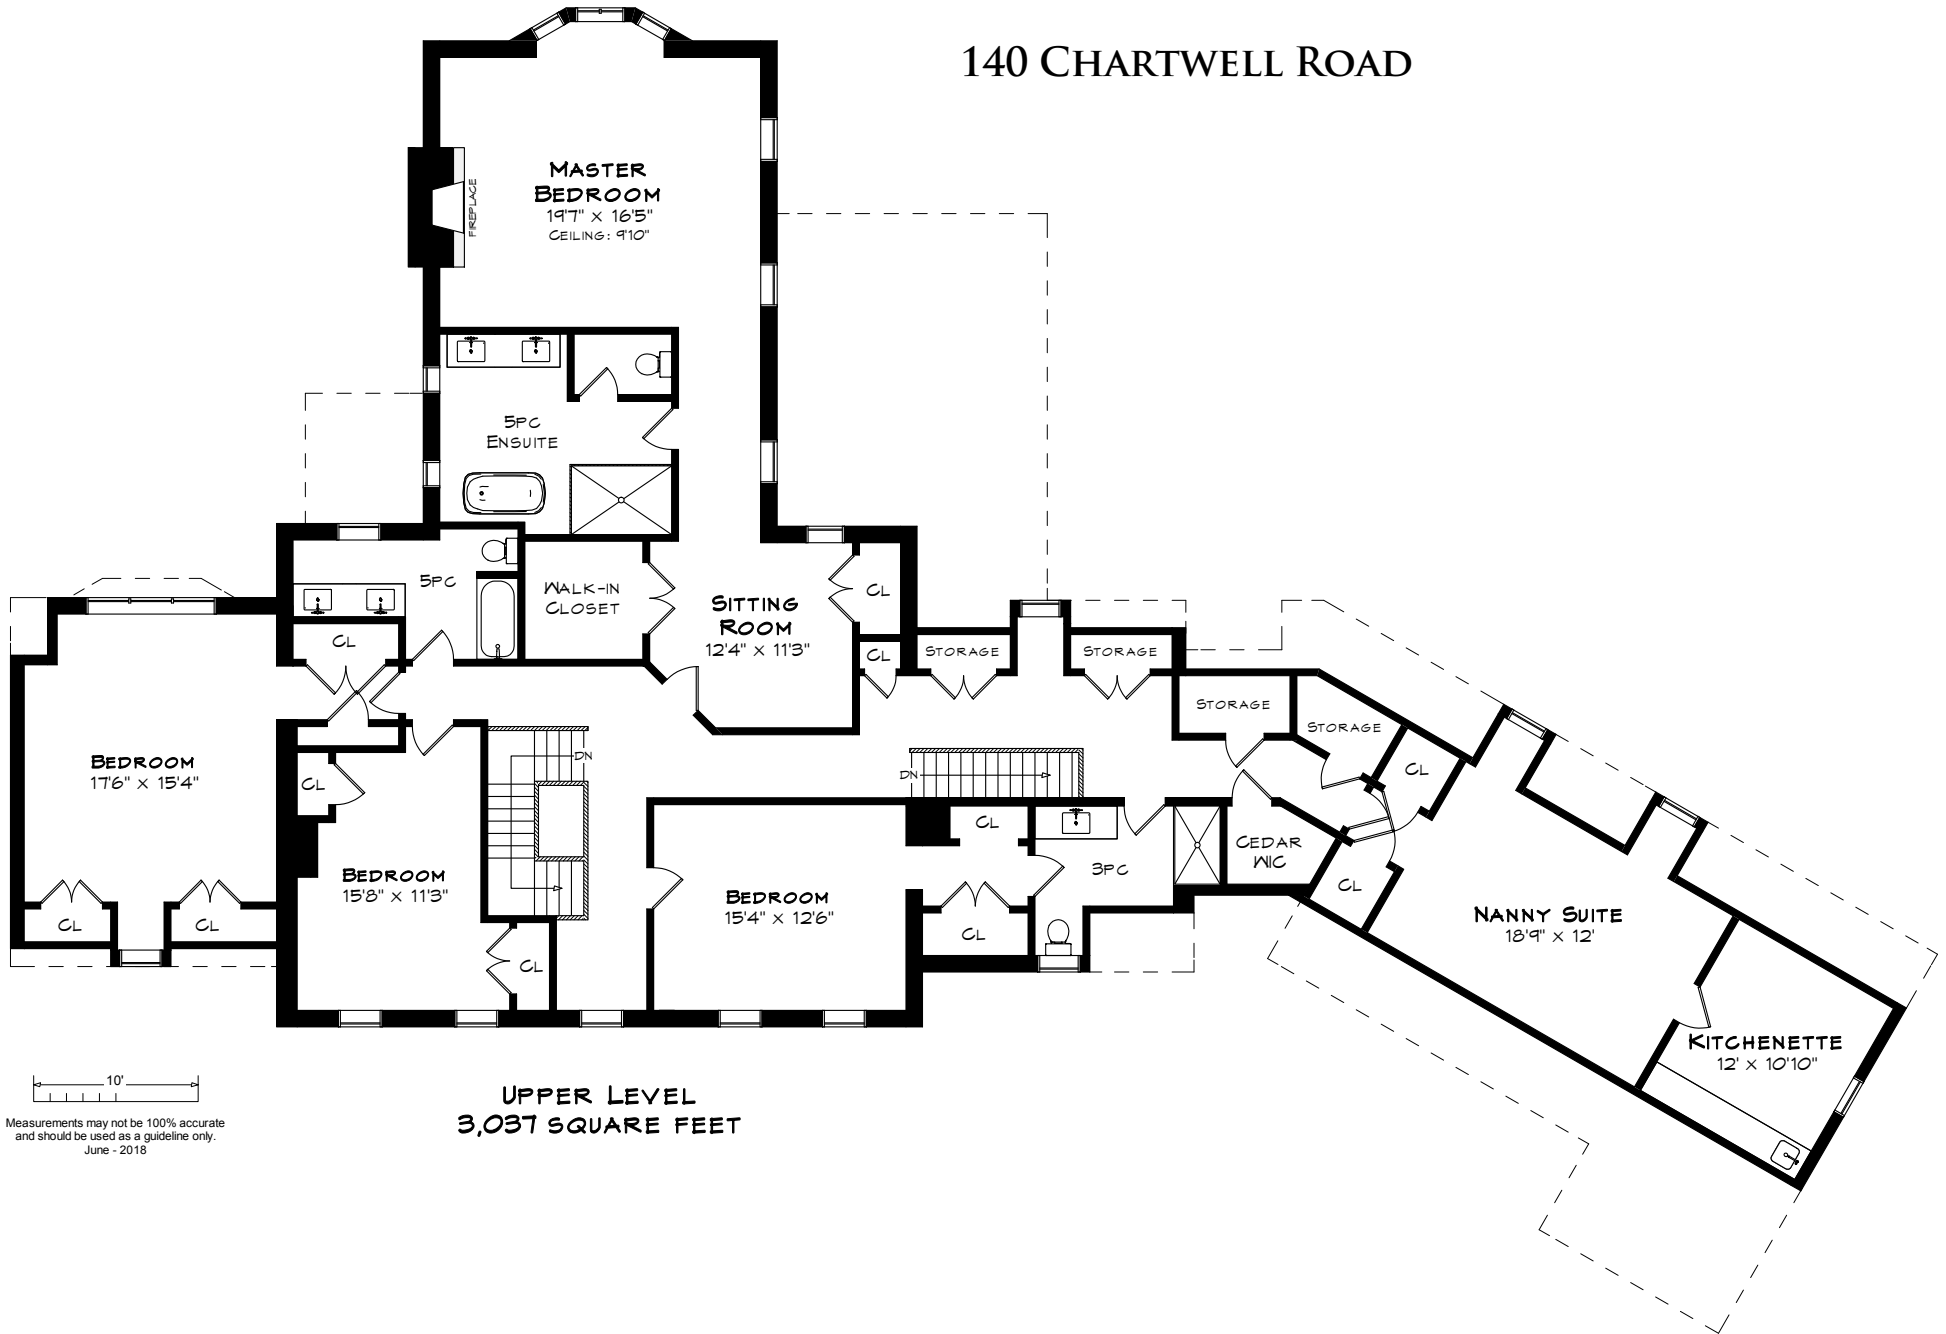 140 Chartwell Road
Master
Bedroom
19'7" x 16'5"
Ceiling: 9'10"
Fireplace
5pc
Ensuite
5pc
Walk-in
Closet
Sitting
Room
12'4" x 11'3"
CL
CL
Storage
Storage
Storage
Storage
CL
CL
Bedroom
17'6" x 15'4"
CL
CL
CL
Bedroom
15'8" x 11'3"
CL
DN
DN
Bedroom
15'4" x 12'6"
CL
CL
3pc
Cedar
WIC
CL
Nanny Suite
18'9" x 12'
Kitchenette
12' x 10'10"
10'
Measurements may not be 100% accurate
and should be used as a guideline only.
June - 2018
Upper Level
3,037 square feet